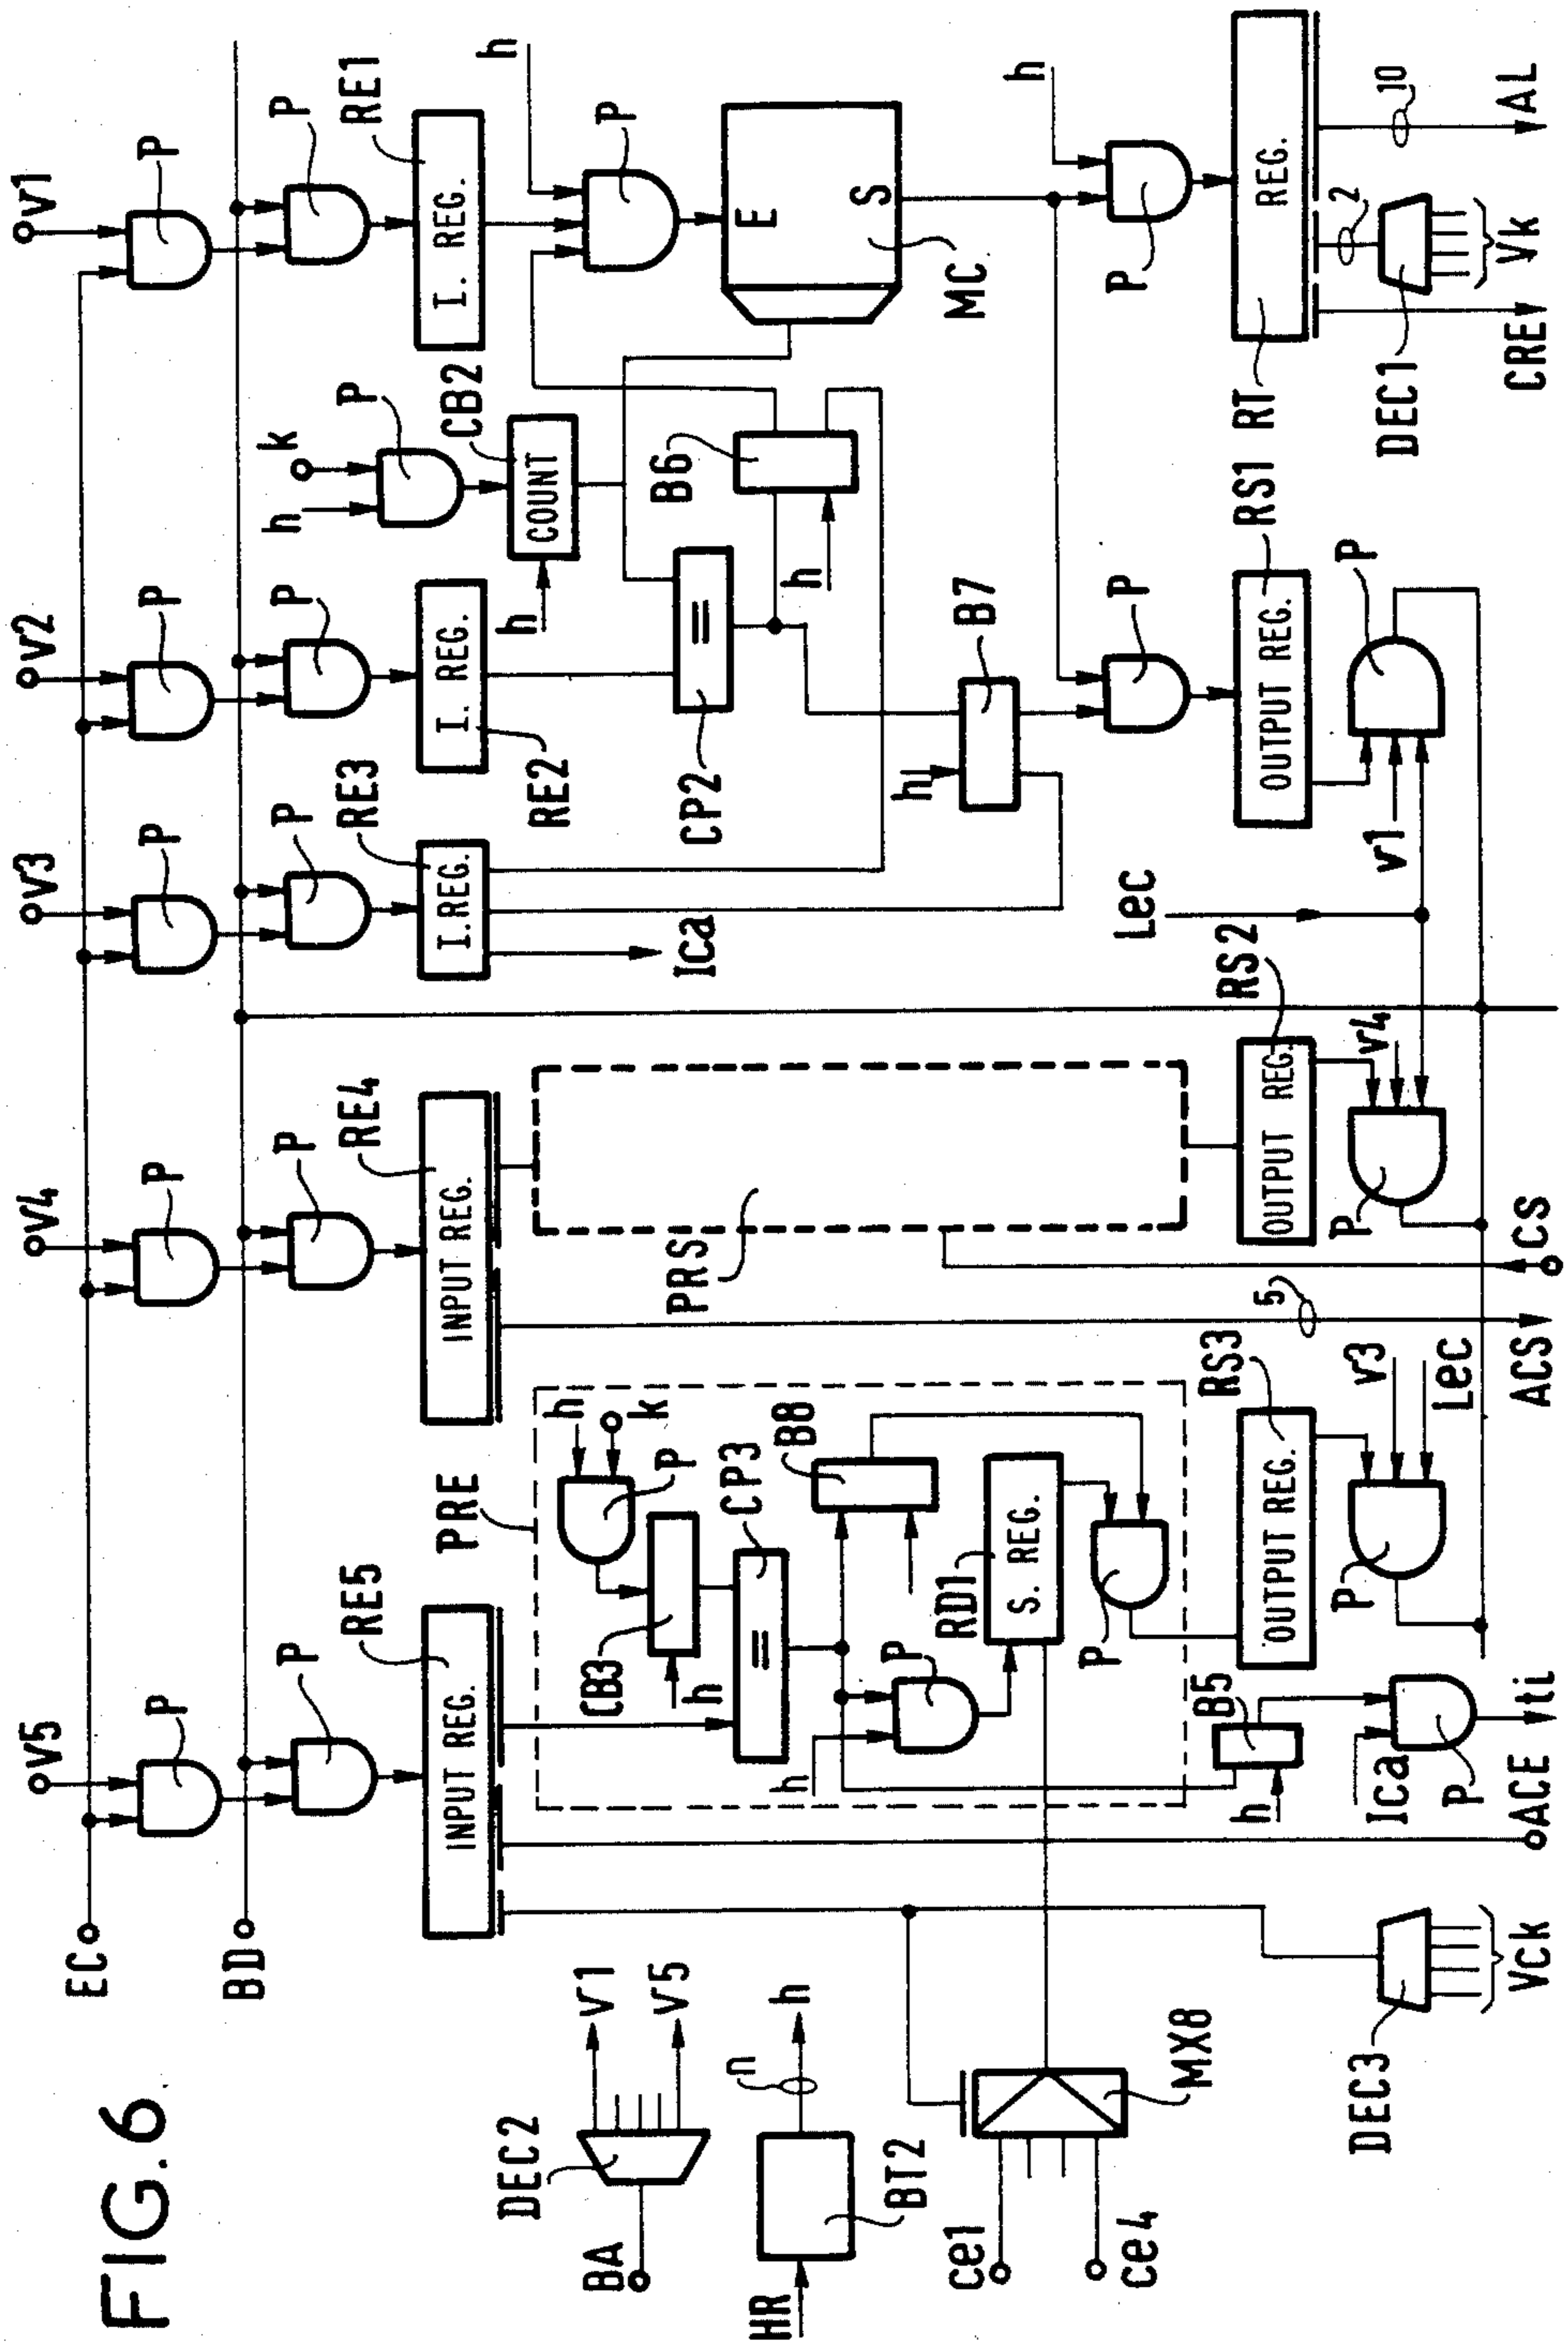 FIG. 6
EC
BD
v5
v4
v3
v2
v1
P
P
P
P
P
P
P
P
P
P
RE5
INPUT REG.
RE4
INPUT REG.
RE3
I.REG.
RE2
I. REG.
RE1
I. REG.
h
k
P
CB2
COUNT
h
h
P
DEC2
BA
v1
v5
HR
BT2
n
h
ce1
ce4
MX8
PRE
h
k
P
CB3
h
CP3
=
B8
h
P
RD1
S. REG.
P
PRS
Ica
CP2
=
B6
h
B7
h
E
S
MC
P
h
P
RS1
OUTPUT REG.
P
v1
Lec
RT
REG.
RS2
OUTPUT REG.
v4
P
RS3
OUTPUT REG.
v3
Lec
P
B5
h
Ica
P
ti
5
2
10
DEC3
Vck
ACE
ACS
CS
DEC1
CRE
Vk
AL